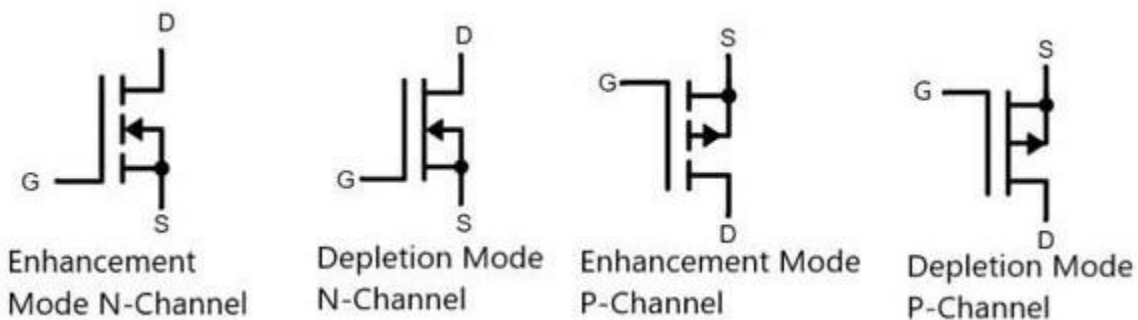 D
G
S
Enhancement
Mode N-Channel
D
G
S
Depletion Mode
N-Channel
S
G
D
Enhancement Mode
P-Channel
S
G
D
Depletion Mode
P-Channel